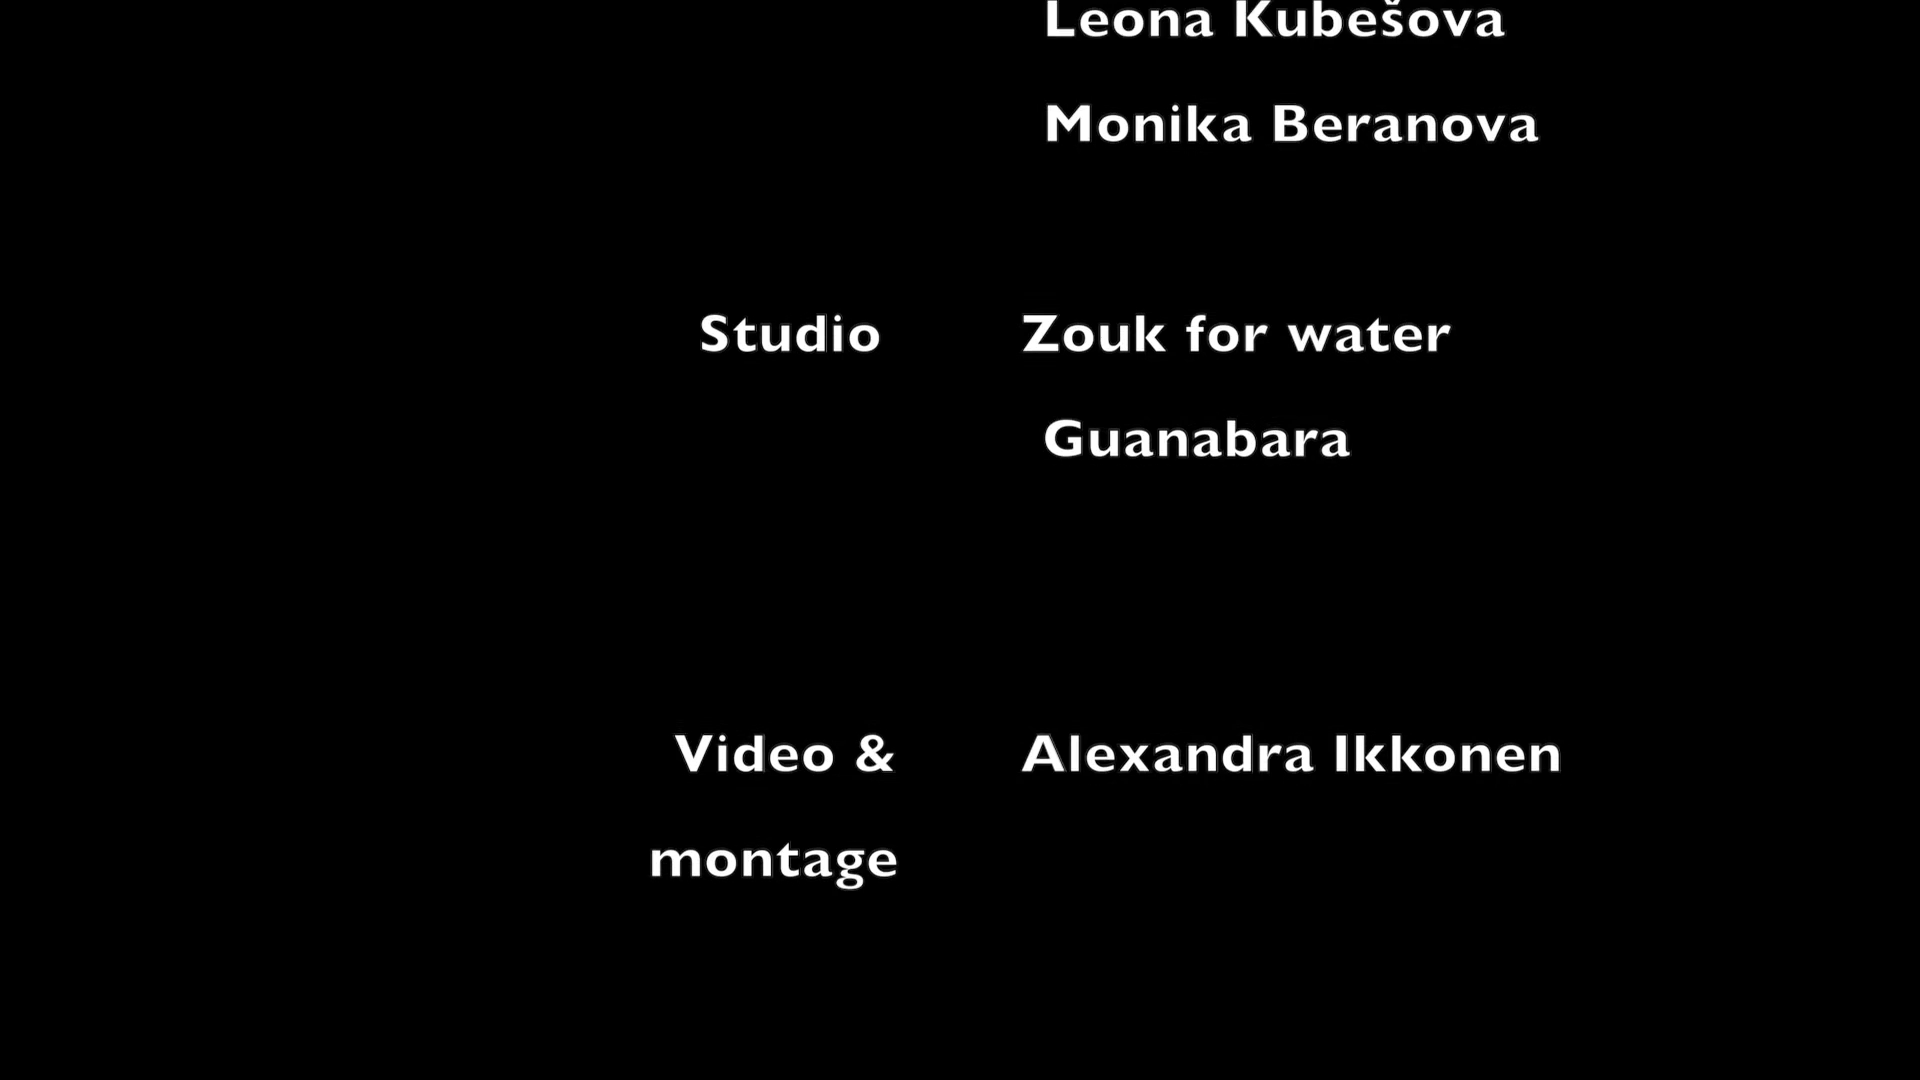 Leona Kubešova
Monika Beranova
Studio Zouk for water
Guanabara
Video & Alexandra Ikkonen
montage